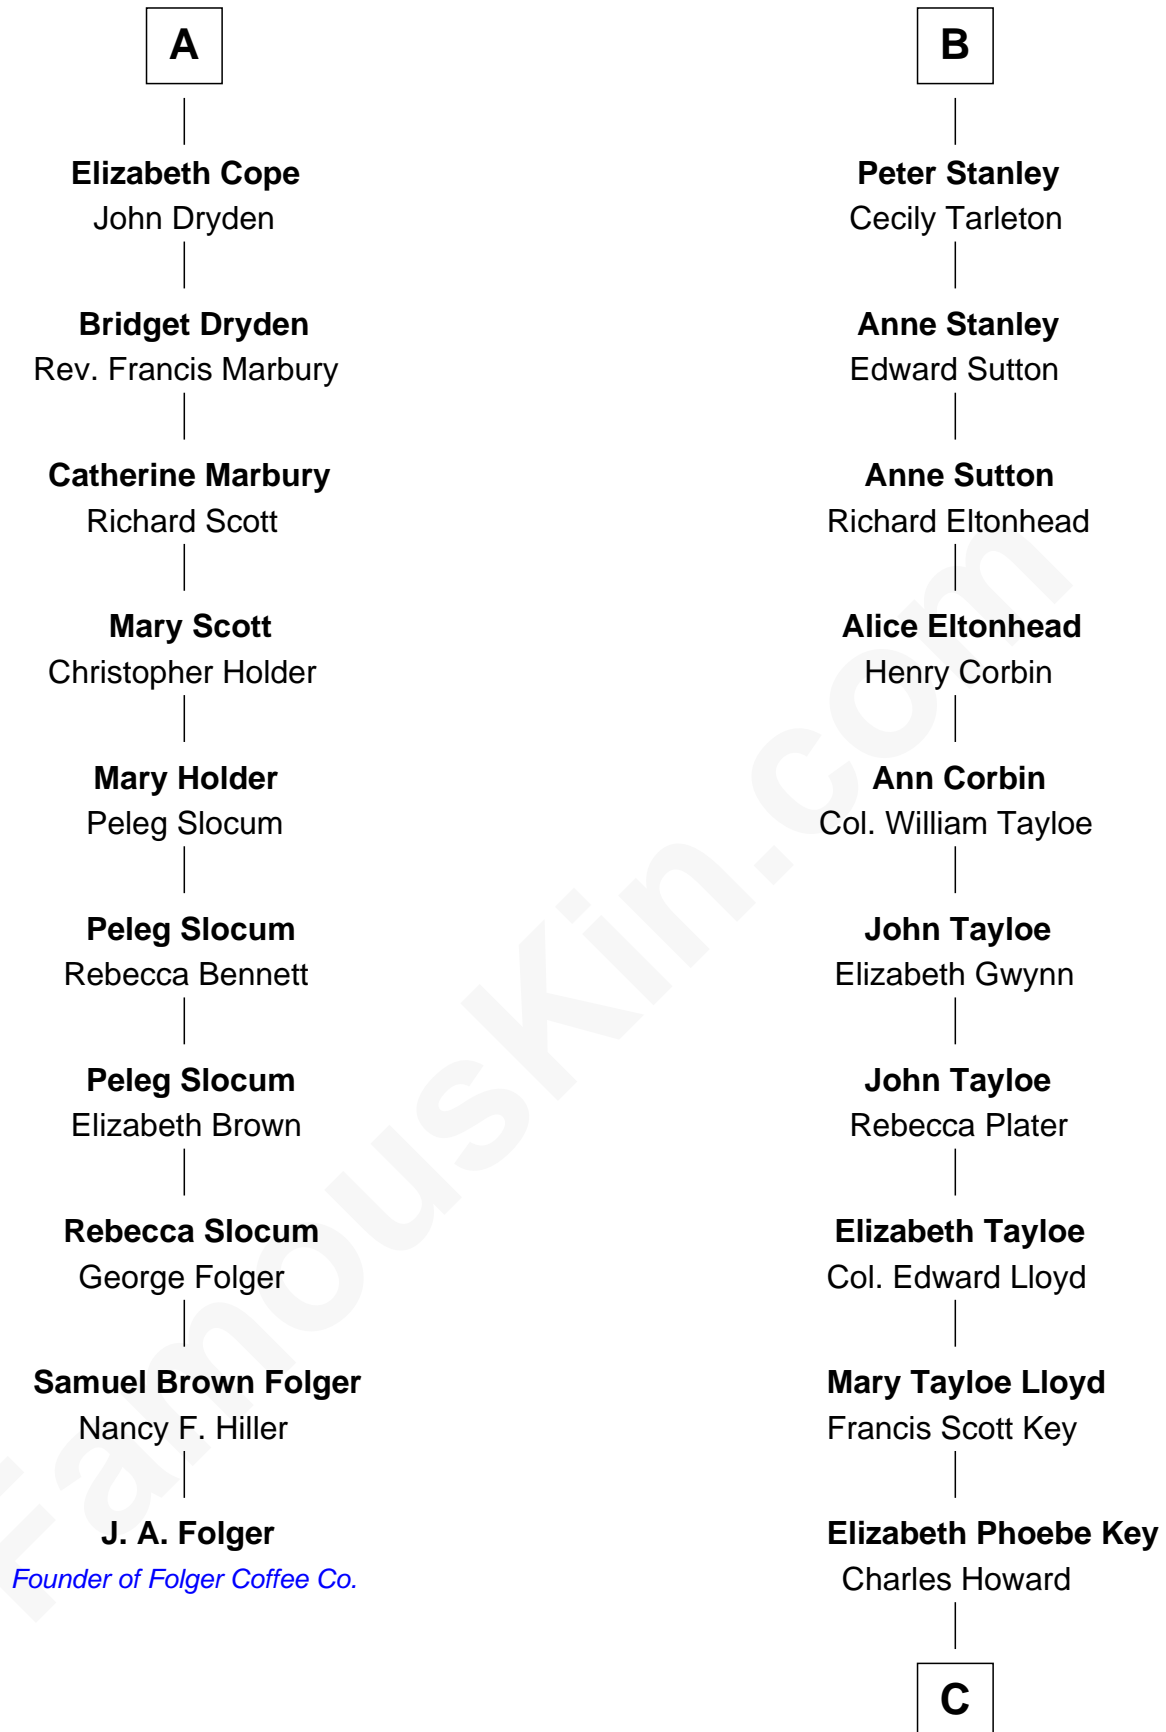 A
Elizabeth Cope
John Dryden
Bridget Dryden
Rev. Francis Marbury
Catherine Marbury
Richard Scott
Mary Scott
Christopher Holder
Mary Holder
Peleg Slocum
Peleg Slocum
Rebecca Bennett
Peleg Slocum
Elizabeth Brown
Rebecca Slocum
George Folger
Samuel Brown Folger
Nancy F. Hiller
J. A. Folger
Founder of Folger Coffee Co.
B
Peter Stanley
Cecily Tarleton
Anne Stanley
Edward Sutton
Anne Sutton
Richard Eltonhead
Alice Eltonhead
Henry Corbin
Ann Corbin
Col. William Tayloe
John Tayloe
Elizabeth Gwynn
John Tayloe
Rebecca Plater
Elizabeth Tayloe
Col. Edward Lloyd
Mary Tayloe Lloyd
Francis Scott Key
Elizabeth Phoebe Key
Charles Howard
C
FamousKin.com